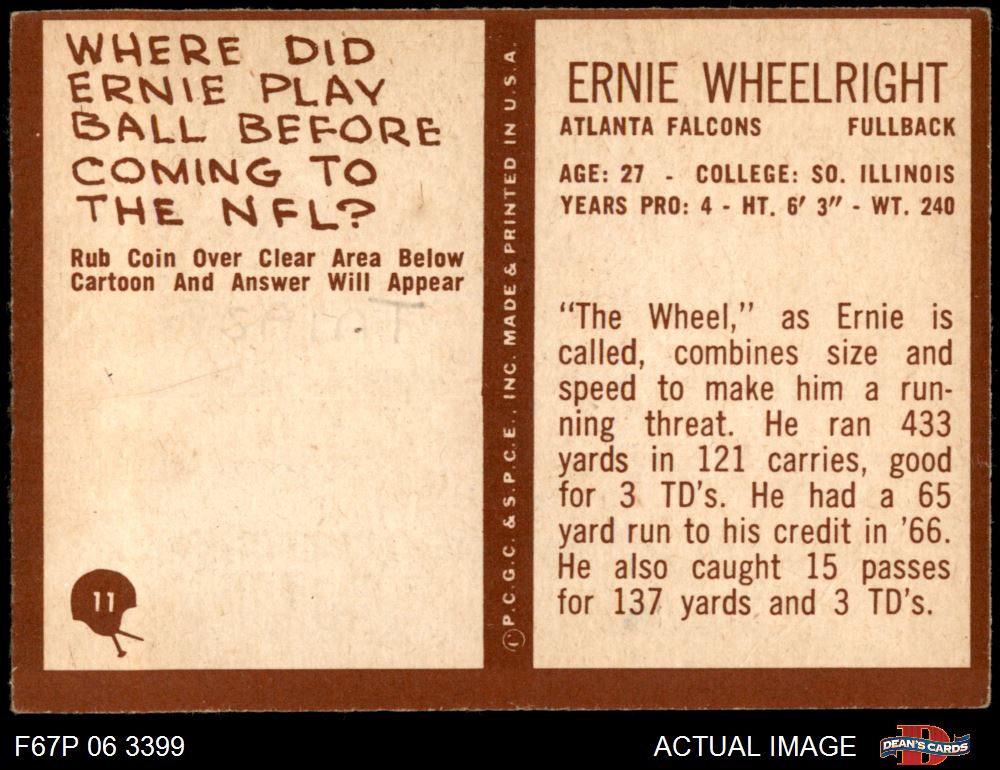 WHERE DID
ERNIE PLAY
BALL BEFORE
COMING TO
THE NFL?
Rub Coin Over Clear Area Below
Cartoon And Answer Will Appear
11
© P.C.G.C. & S.P.C.E., INC. MADE & PRINTED IN U.S.A.
ERNIE WHEELRIGHT
ATLANTA FALCONS FULLBACK
AGE: 27 - COLLEGE: SO. ILLINOIS
YEARS PRO: 4 - HT. 6' 3" - WT. 240
"The Wheel," as Ernie is
called, combines size and
speed to make him a run-
ning threat. He ran 433
yards in 121 carries, good
for 3 TD's. He had a 65
yard run to his credit in '66.
He also caught 15 passes
for 137 yards and 3 TD's.
F67P 06 3399
ACTUAL IMAGE
D
DEAN'S CARDS